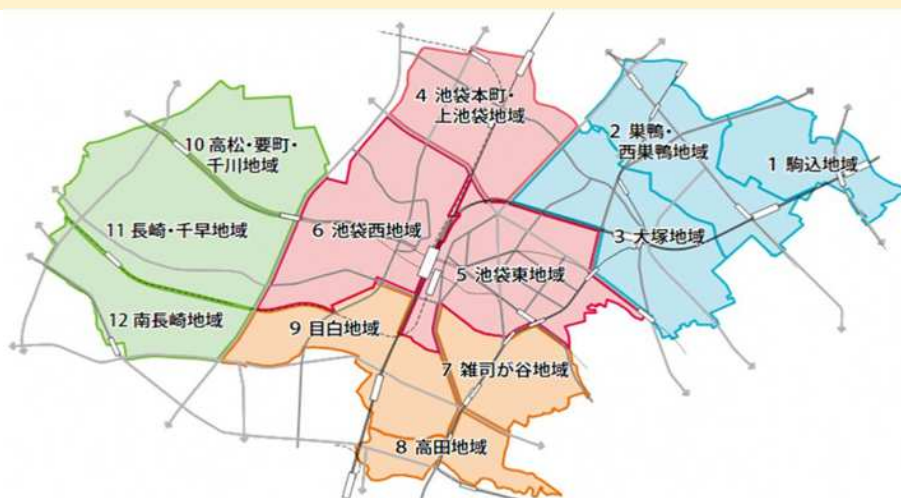 4 池袋本町・
上池袋地域
2 巣鴨・
西巣鴨地域
10 高松・要町・
千川地域
1 駒込地域
11 長崎・千早地域
6 池袋西地域
3 大塚地域
5 池袋東地域
12 南長崎地域
9 目白地域
7 雑司が谷地域
8 高田地域